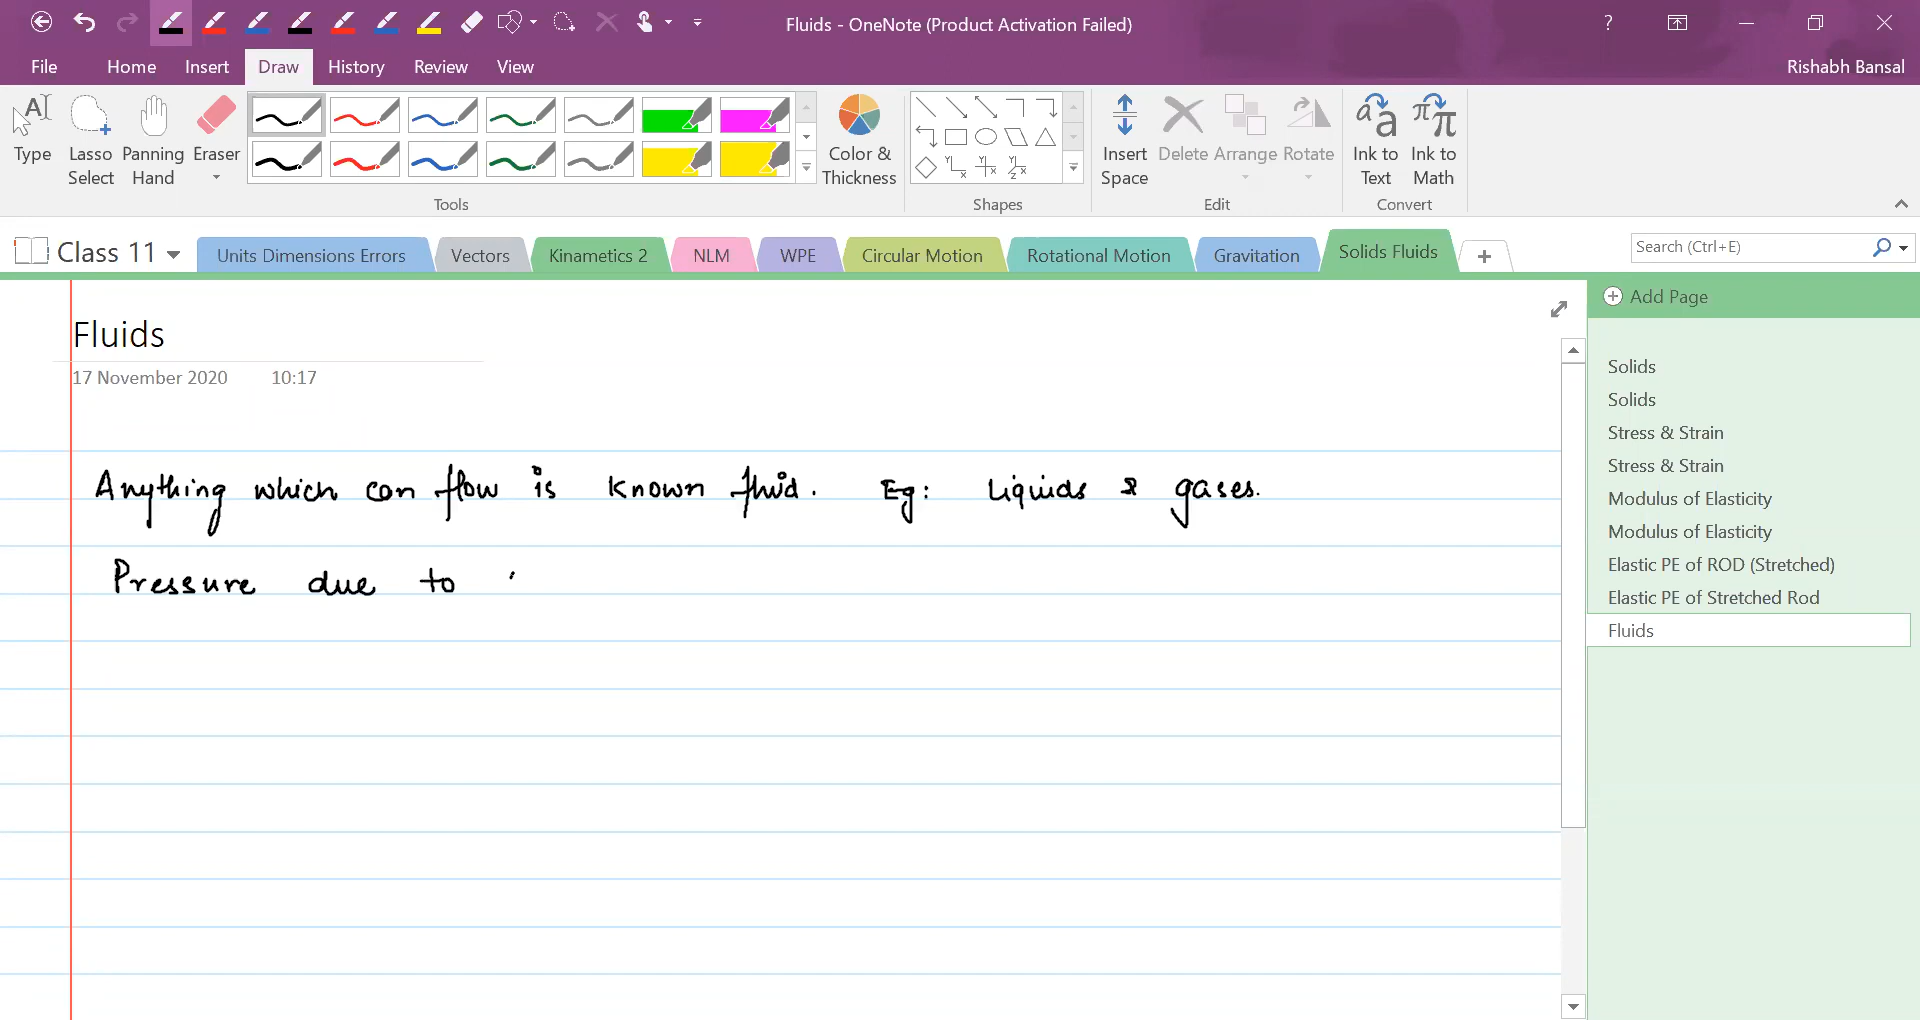 Fluids - OneNote (Product Activation Failed)
?
File Home Insert Draw History Review View
Rishabh Bansal
Type
Lasso Select
Panning Hand
Eraser
Color & Thickness
Insert Space
Delete
Arrange
Rotate
Ink to Text
Ink to Math
Tools
Shapes
Edit
Convert
Class 11
Units Dimensions Errors
Vectors
Kinametics 2
NLM
WPE
Circular Motion
Rotational Motion
Gravitation
Solids Fluids
+
Search (Ctrl+E)
Add Page
Fluids
17 November 2020 10:17
Anything which can flow is known fluid. Eg: Liquids & gases.
Pressure due to
Solids
Solids
Stress & Strain
Stress & Strain
Modulus of Elasticity
Modulus of Elasticity
Elastic PE of ROD (Stretched)
Elastic PE of Stretched Rod
Fluids